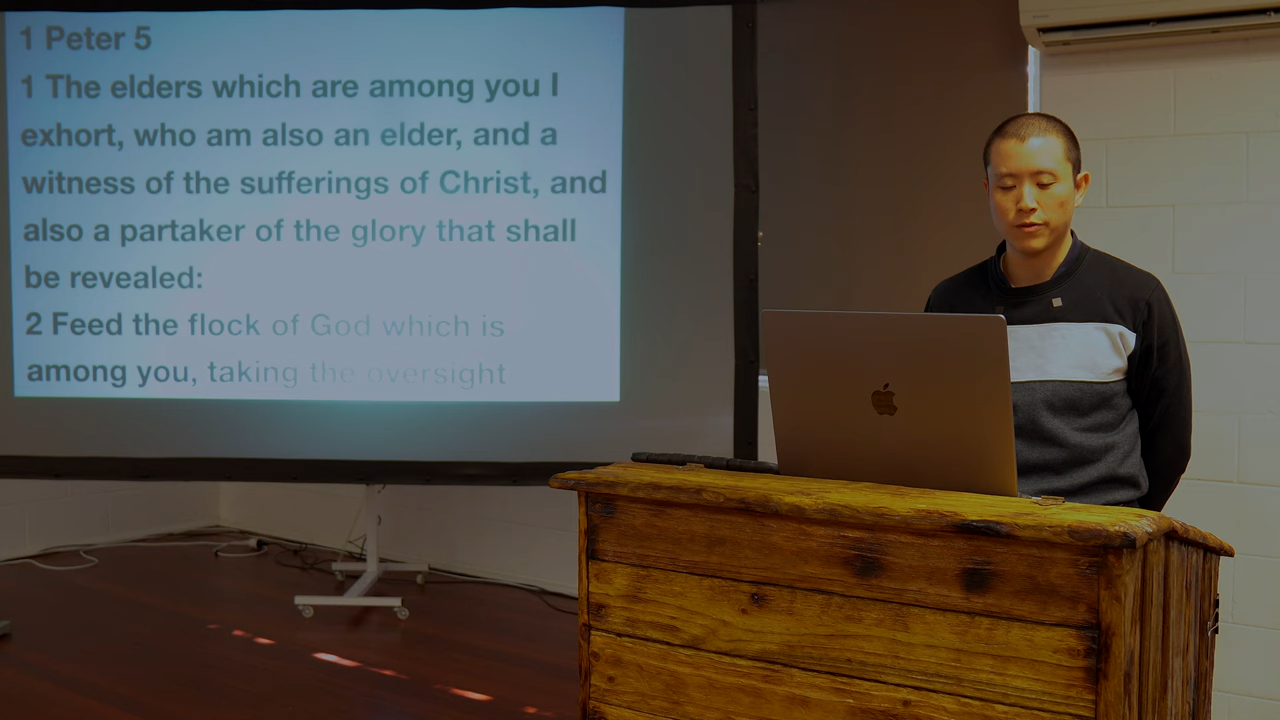 1 Peter 5
1 The elders which are among you I
exhort, who am also an elder, and a
witness of the sufferings of Christ, and
also a partaker of the glory that shall
be revealed:
2 Feed the flock of God which is
among you, taking the oversight